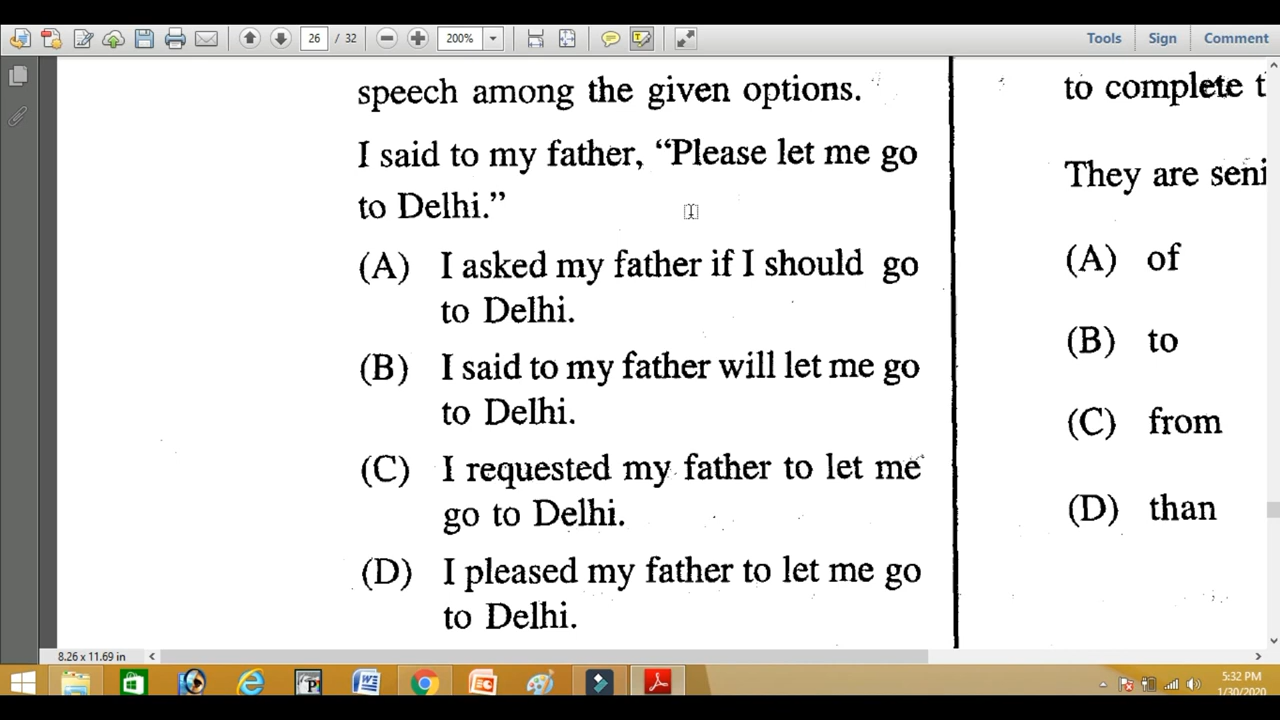 26 / 32
200%
Tools
Sign
Comment
speech among the given options.
I said to my father, “Please let me go
to Delhi.”
(A) I asked my father if I should go
to Delhi.
(B) I said to my father will let me go
to Delhi.
(C) I requested my father to let me
go to Delhi.
(D) I pleased my father to let me go
to Delhi.
to complete
They are
(A) of
(B) to
(C) from
(D) than
8.26 x 11.69 in
5:32 PM
1/30/2020